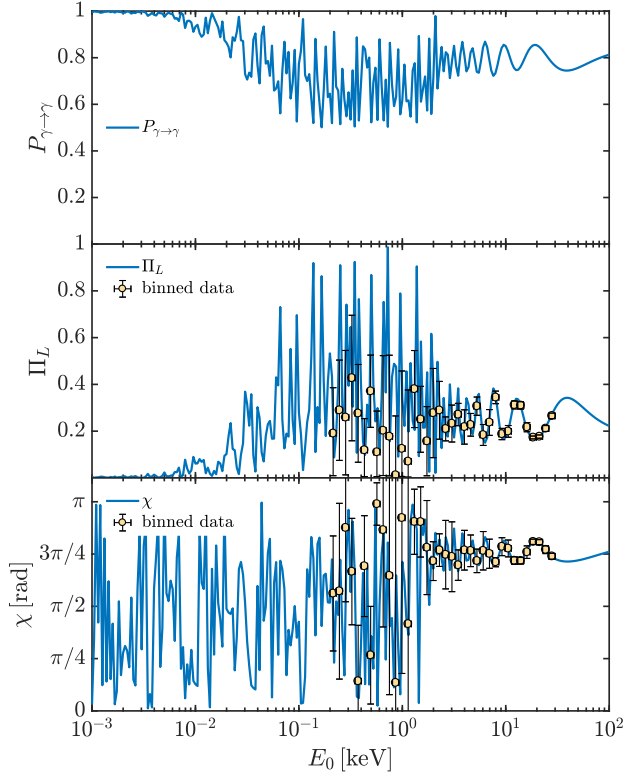 1
0.8
0.6
0.4
0.2
P_{γ→γ}
P_{γ→γ}
1
0.8
0.6
0.4
0.2
Π_L
Π_L
binned data
π
3π/4
π/2
π/4
0
χ [rad]
χ
binned data
10^{-3} 10^{-2} 10^{-1} 10^{0} 10^{1} 10^{2}
E_0 [keV]